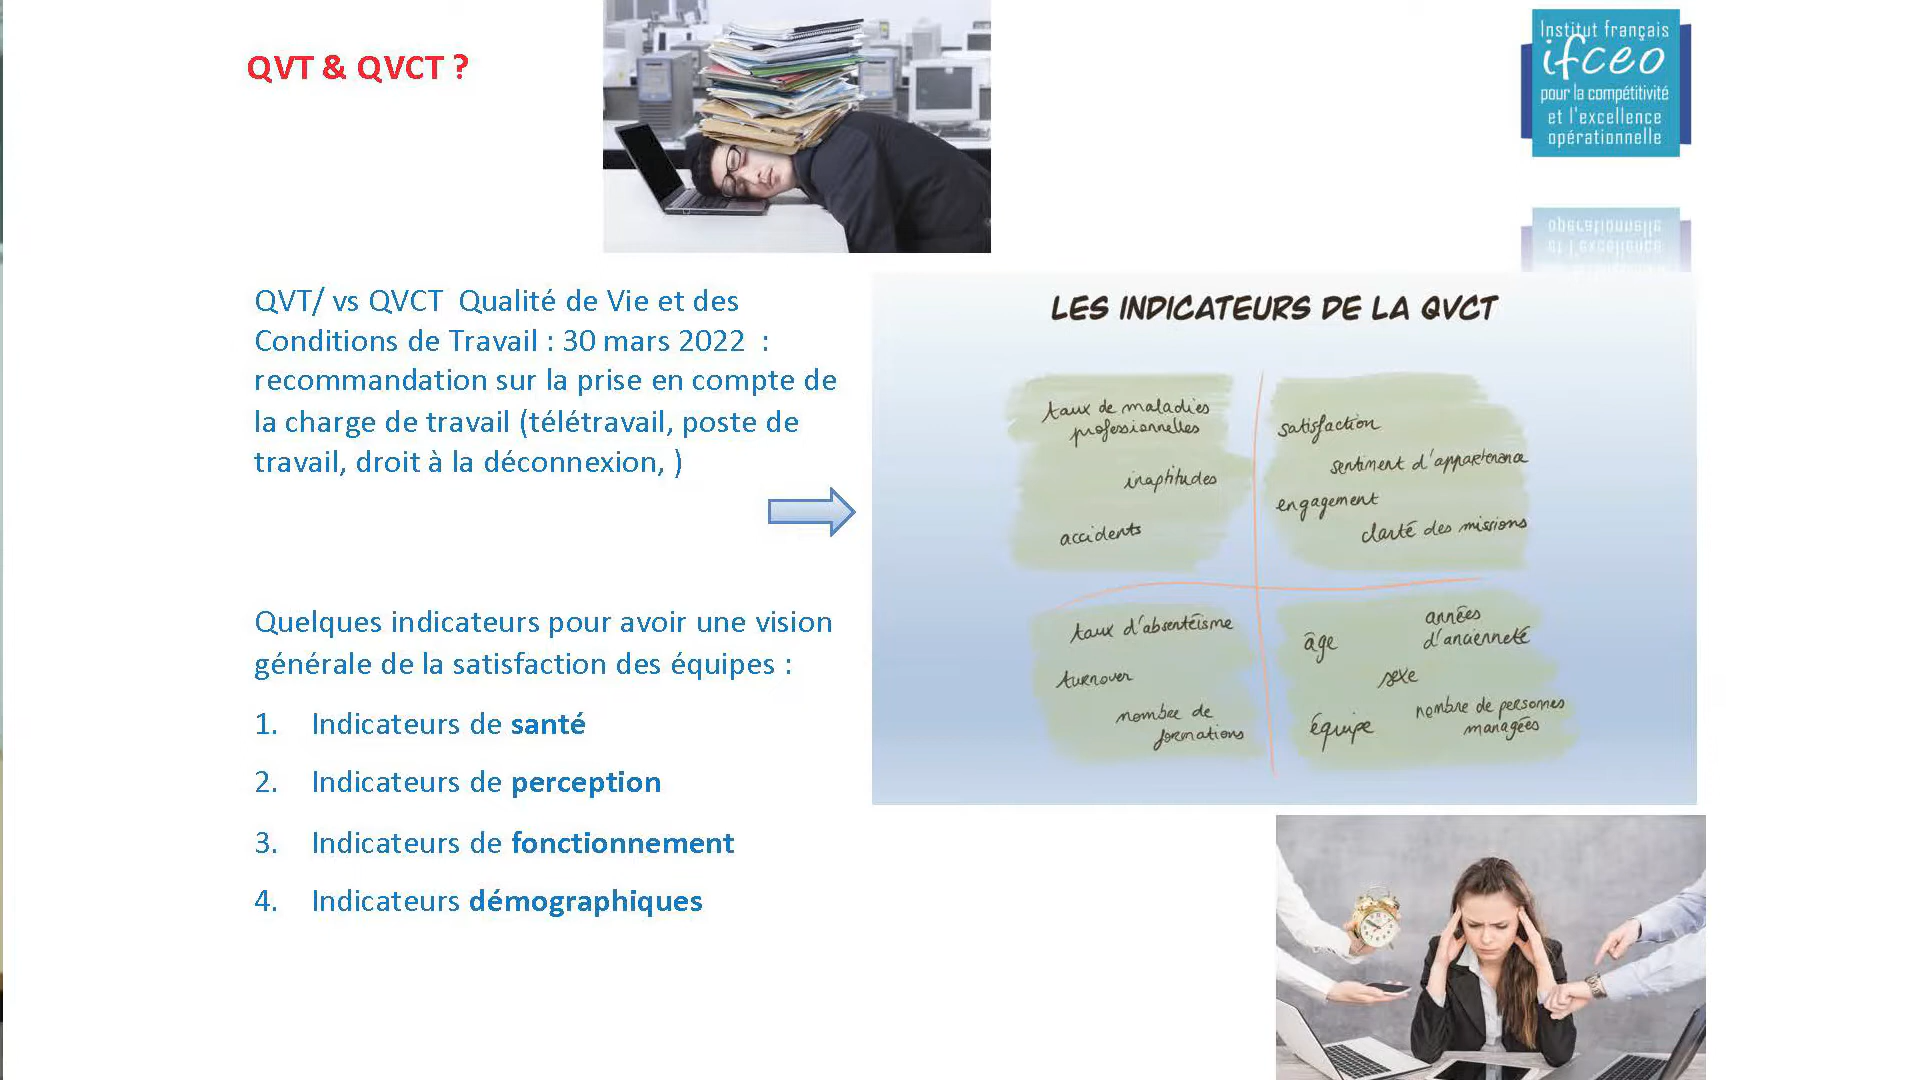 QVT & QVCT ?
Institut français
ifceo
pour la compétitivité
et l'excellence
opérationnelle
QVT/ vs QVCT Qualité de Vie et des
Conditions de Travail : 30 mars 2022 :
recommandation sur la prise en compte de
la charge de travail (télétravail, poste de
travail, droit à la déconnexion, )
Quelques indicateurs pour avoir une vision
générale de la satisfaction des équipes :
1. Indicateurs de santé
2. Indicateurs de perception
3. Indicateurs de fonctionnement
4. Indicateurs démographiques
LES INDICATEURS DE LA QVCT
taux de maladies
professionnelles
inaptitudes
accidents
satisfaction
sentiment d'appartenance
engagement
clarté des missions
taux d'absentéisme
turnover
nombre de
formations
âge
années
d'ancienneté
sexe
équipe
nombre de personnes
managées